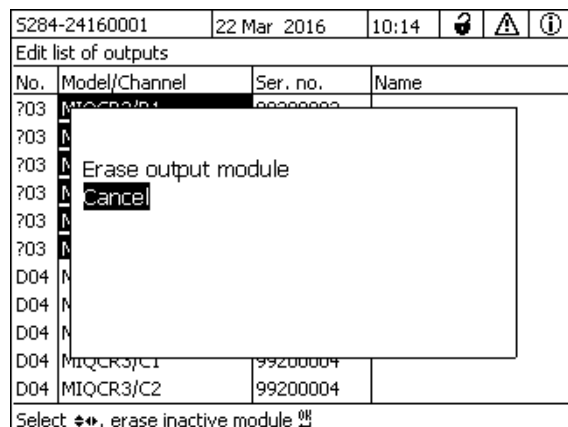 S284-24160001 22 Mar 2016 10:14
Edit list of outputs
No. Model/Channel Ser. no. Name
?03
?03
?03 Erase output module
?03 Cancel
?03
?03
D04
D04
D04
D04 MIQCR3/C1 99200004
D04 MIQCR3/C2 99200004
Select, erase inactive module OK